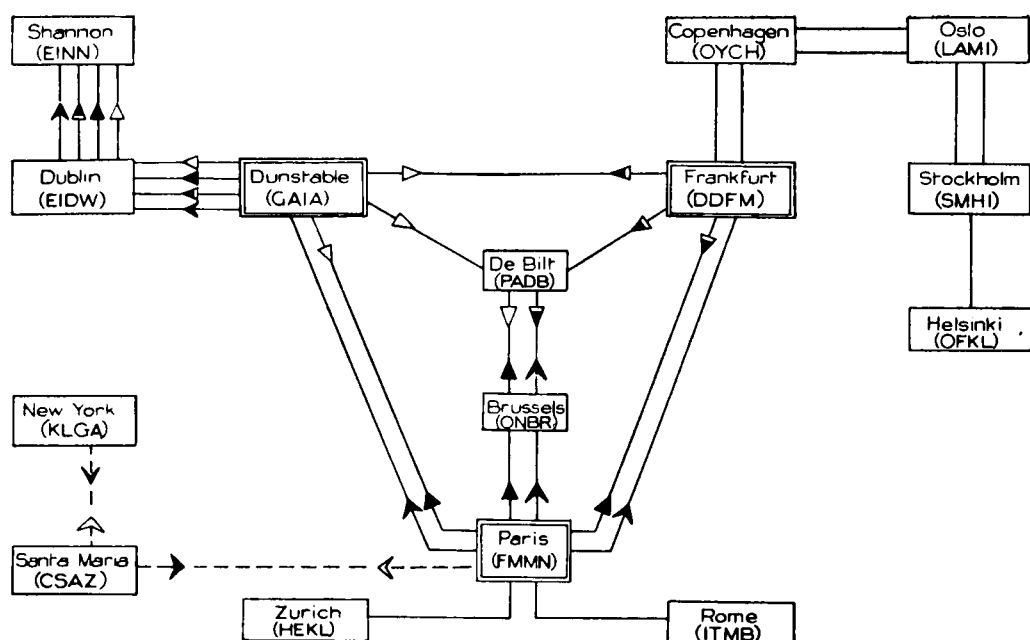 Shannon
(EINN)
Copenhagen
(OYCH)
Oslo
(LAMI)
Dublin
(EIDW)
Dunstable
(GAIA)
Frankfurt
(DDFM)
Stockholm
(SMHI)
De Bilt
(PADB)
Helsinki
(OFKL)
New York
(KLGA)
Brussels
(ONBR)
Santa Maria
(CSAZ)
Paris
(FMMN)
Zurich
(HEKL)
Rome
(ITMB)